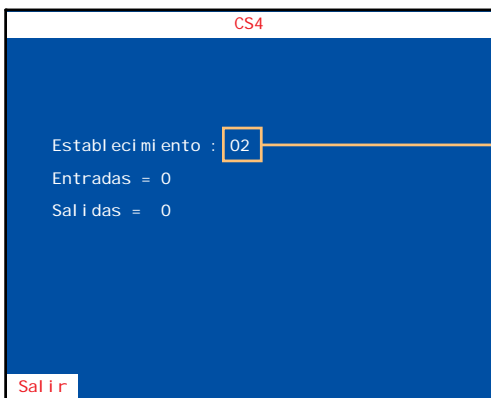 CS4
Establecimiento : 02
Entradas = 0
Salidas = 0
Salir